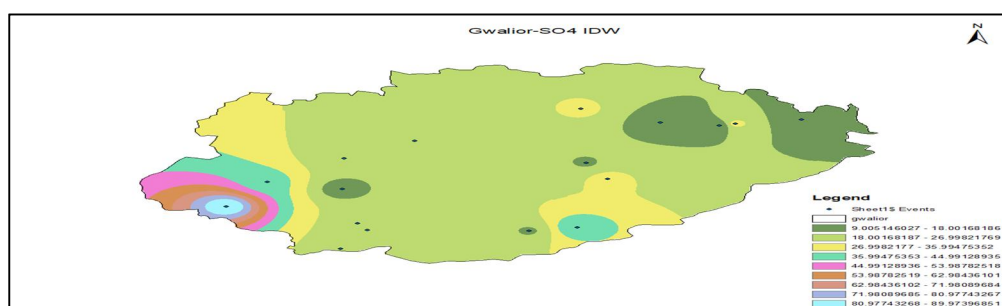 Gwalior-SO4 IDW
N
Legend
Sheet1$ Events
gwalior
9.005146027 - 18.00168186
18.00168187 - 26.99821769
26.9982177 - 35.99475352
35.99475353 - 44.99128935
44.99128936 - 53.98782518
53.98782519 - 62.98436101
62.98436102 - 71.98089684
71.98089685 - 80.97743267
80.97743268 - 89.97396851